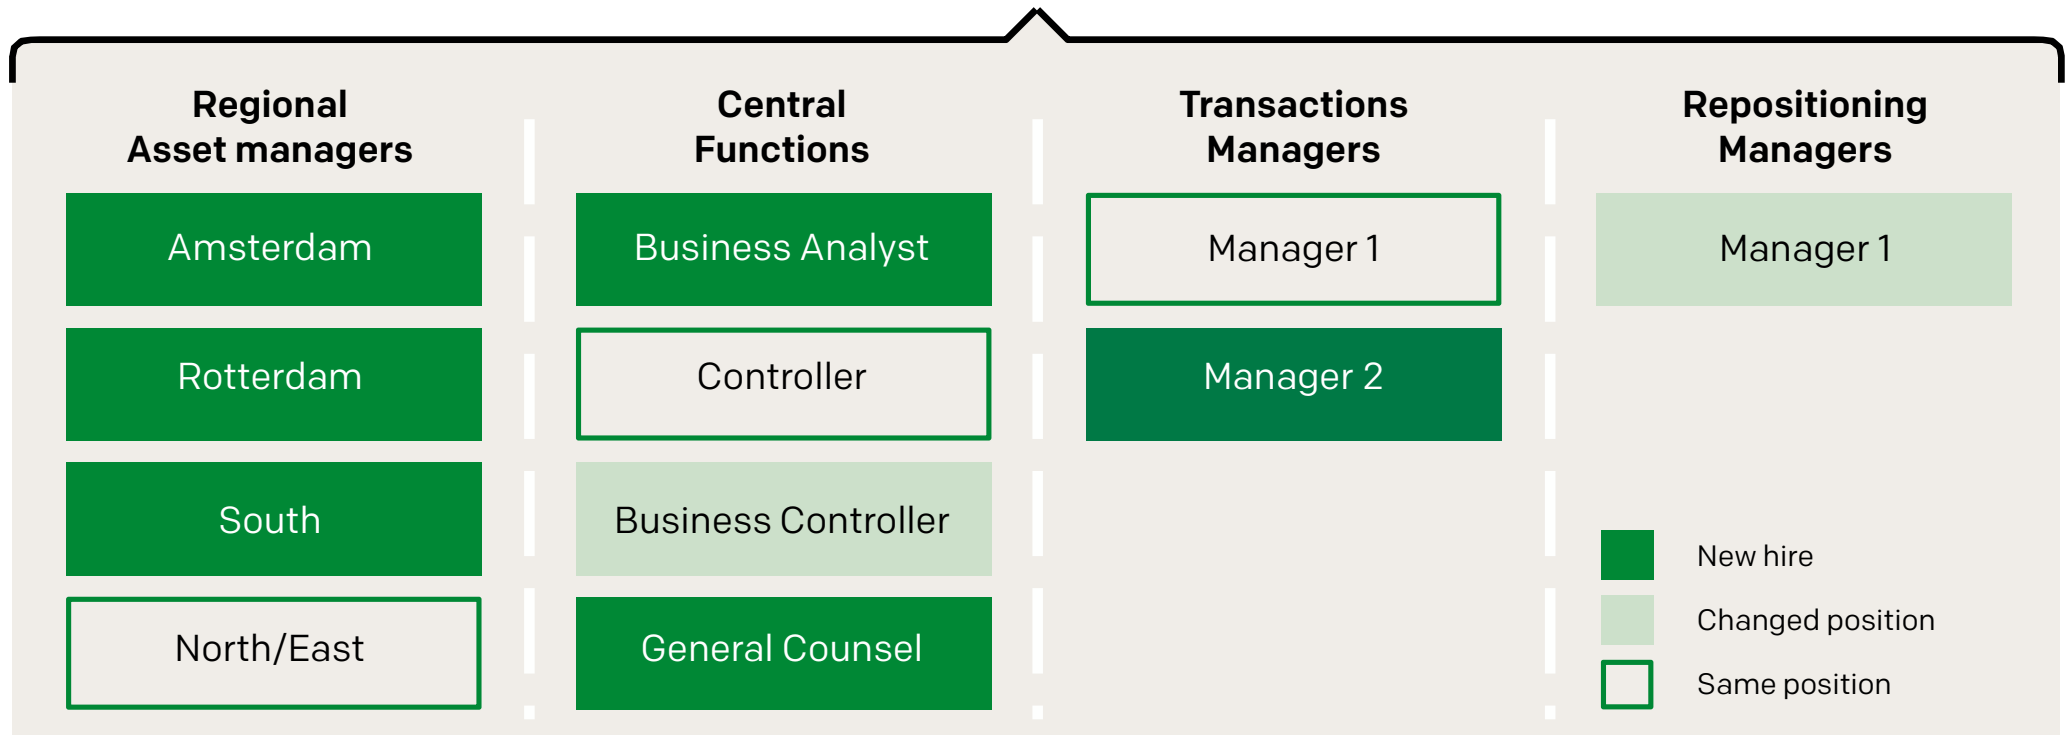 Regional
Asset managers
Amsterdam
Rotterdam
South
North/East
Central
Functions
Business Analyst
Controller
Business Controller
General Counsel
Transactions
Managers
Manager 1
Manager 2
Repositioning
Managers
Manager 1
New hire
Changed position
Same position